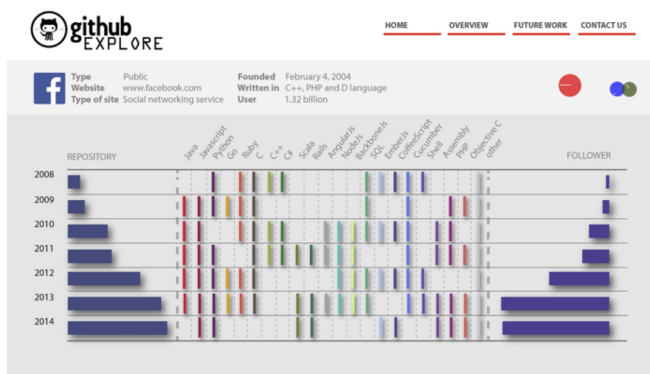 github
EXPLORE
HOME OVERVIEW FUTURE WORK CONTACT US
Type Public
Website www.facebook.com
Type of site Social networking service
Founded February 4, 2004
Written in C++, PHP and D language
User 1.32 billion
REPOSITORY
Java
Javascript
Python
Go
Ruby
C
C++
C#
Scala
Rails
AngularJs
NodeJs
BackboneJs
SQL
EmberJs
CoffeeScript
Cucumber
Shell
Assembly
PHP
Objective C
other
FOLLOWER
2008
2009
2010
2011
2012
2013
2014